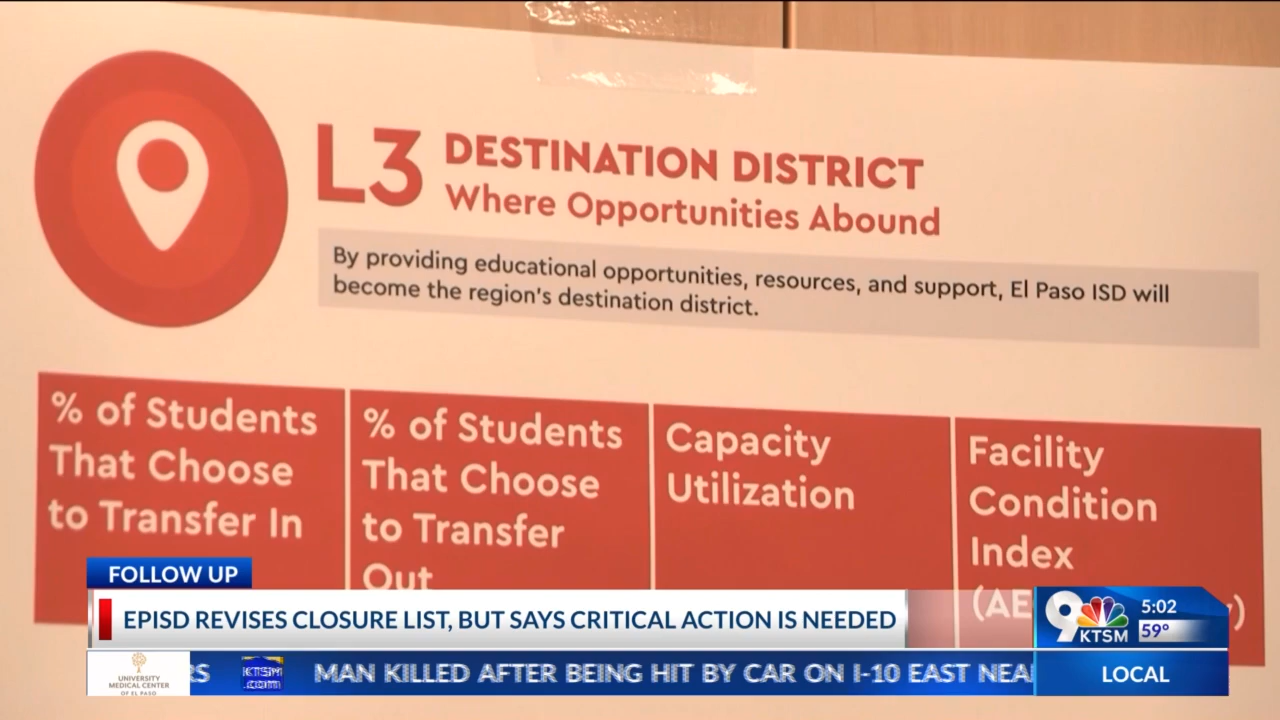 L3 DESTINATION DISTRICT
Where Opportunities Abound
By providing educational opportunities, resources, and support, El Paso ISD will
become the region's destination district.
% of Students
That Choose
to Transfer In
% of Students
That Choose
to Transfer
Out
Capacity
Utilization
Facility
Condition
Index
FOLLOW UP
EPISD REVISES CLOSURE LIST, BUT SAYS CRITICAL ACTION IS NEEDED
9
KTSM
5:02
59°
UNIVERSITY
MEDICAL CENTER
OF EL PASO
RS
KTSM
.com
MAN KILLED AFTER BEING HIT BY CAR ON I-10 EAST NEA
LOCAL